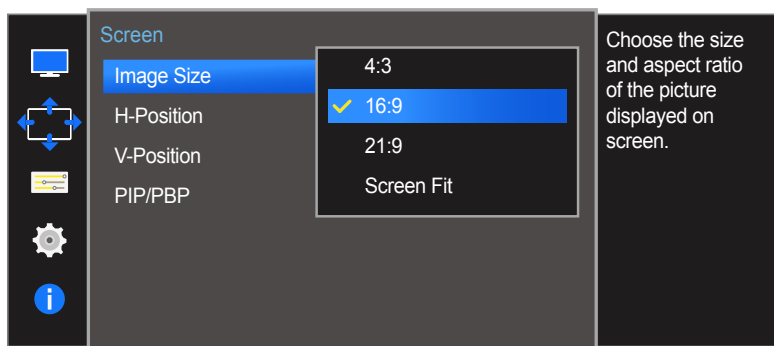 Screen
Image Size
H-Position
V-Position
PIP/PBP
4:3
16:9
21:9
Screen Fit
Choose the size
and aspect ratio
of the picture
displayed on
screen.
i